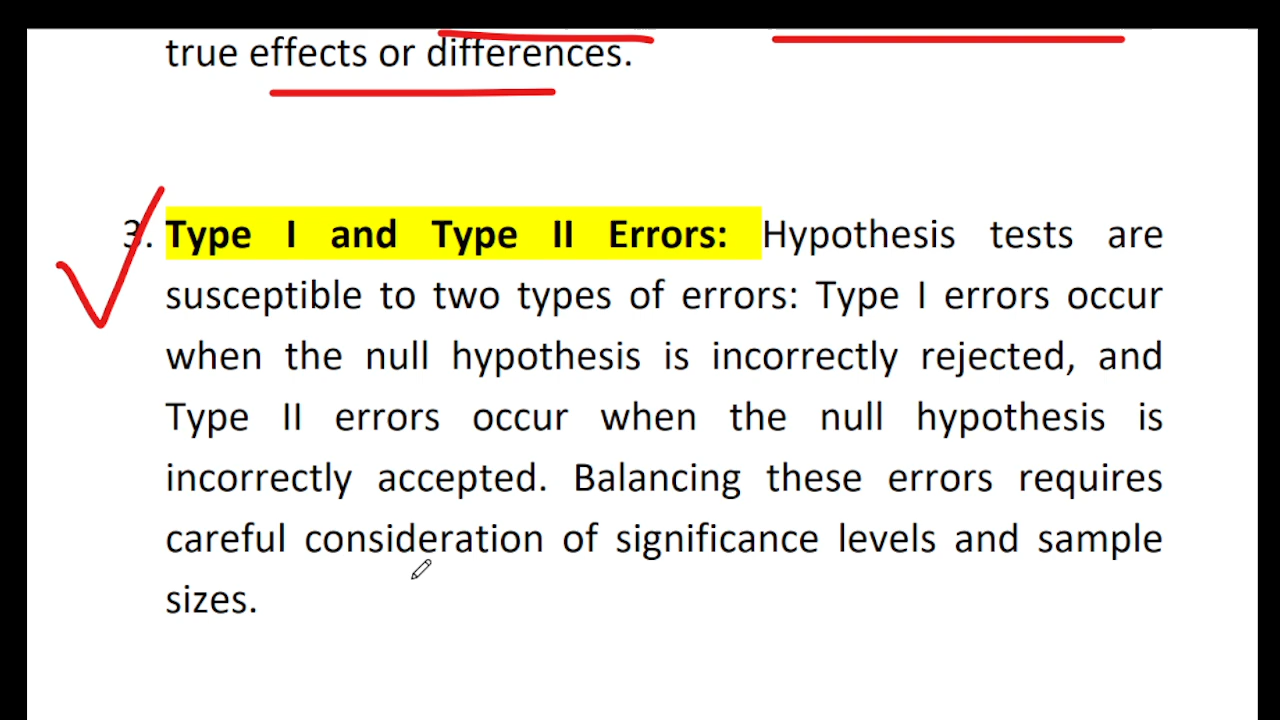 true effects or differences.
3. Type I and Type II Errors: Hypothesis tests are
susceptible to two types of errors: Type I errors occur
when the null hypothesis is incorrectly rejected, and
Type II errors occur when the null hypothesis is
incorrectly accepted. Balancing these errors requires
careful consideration of significance levels and sample
sizes.